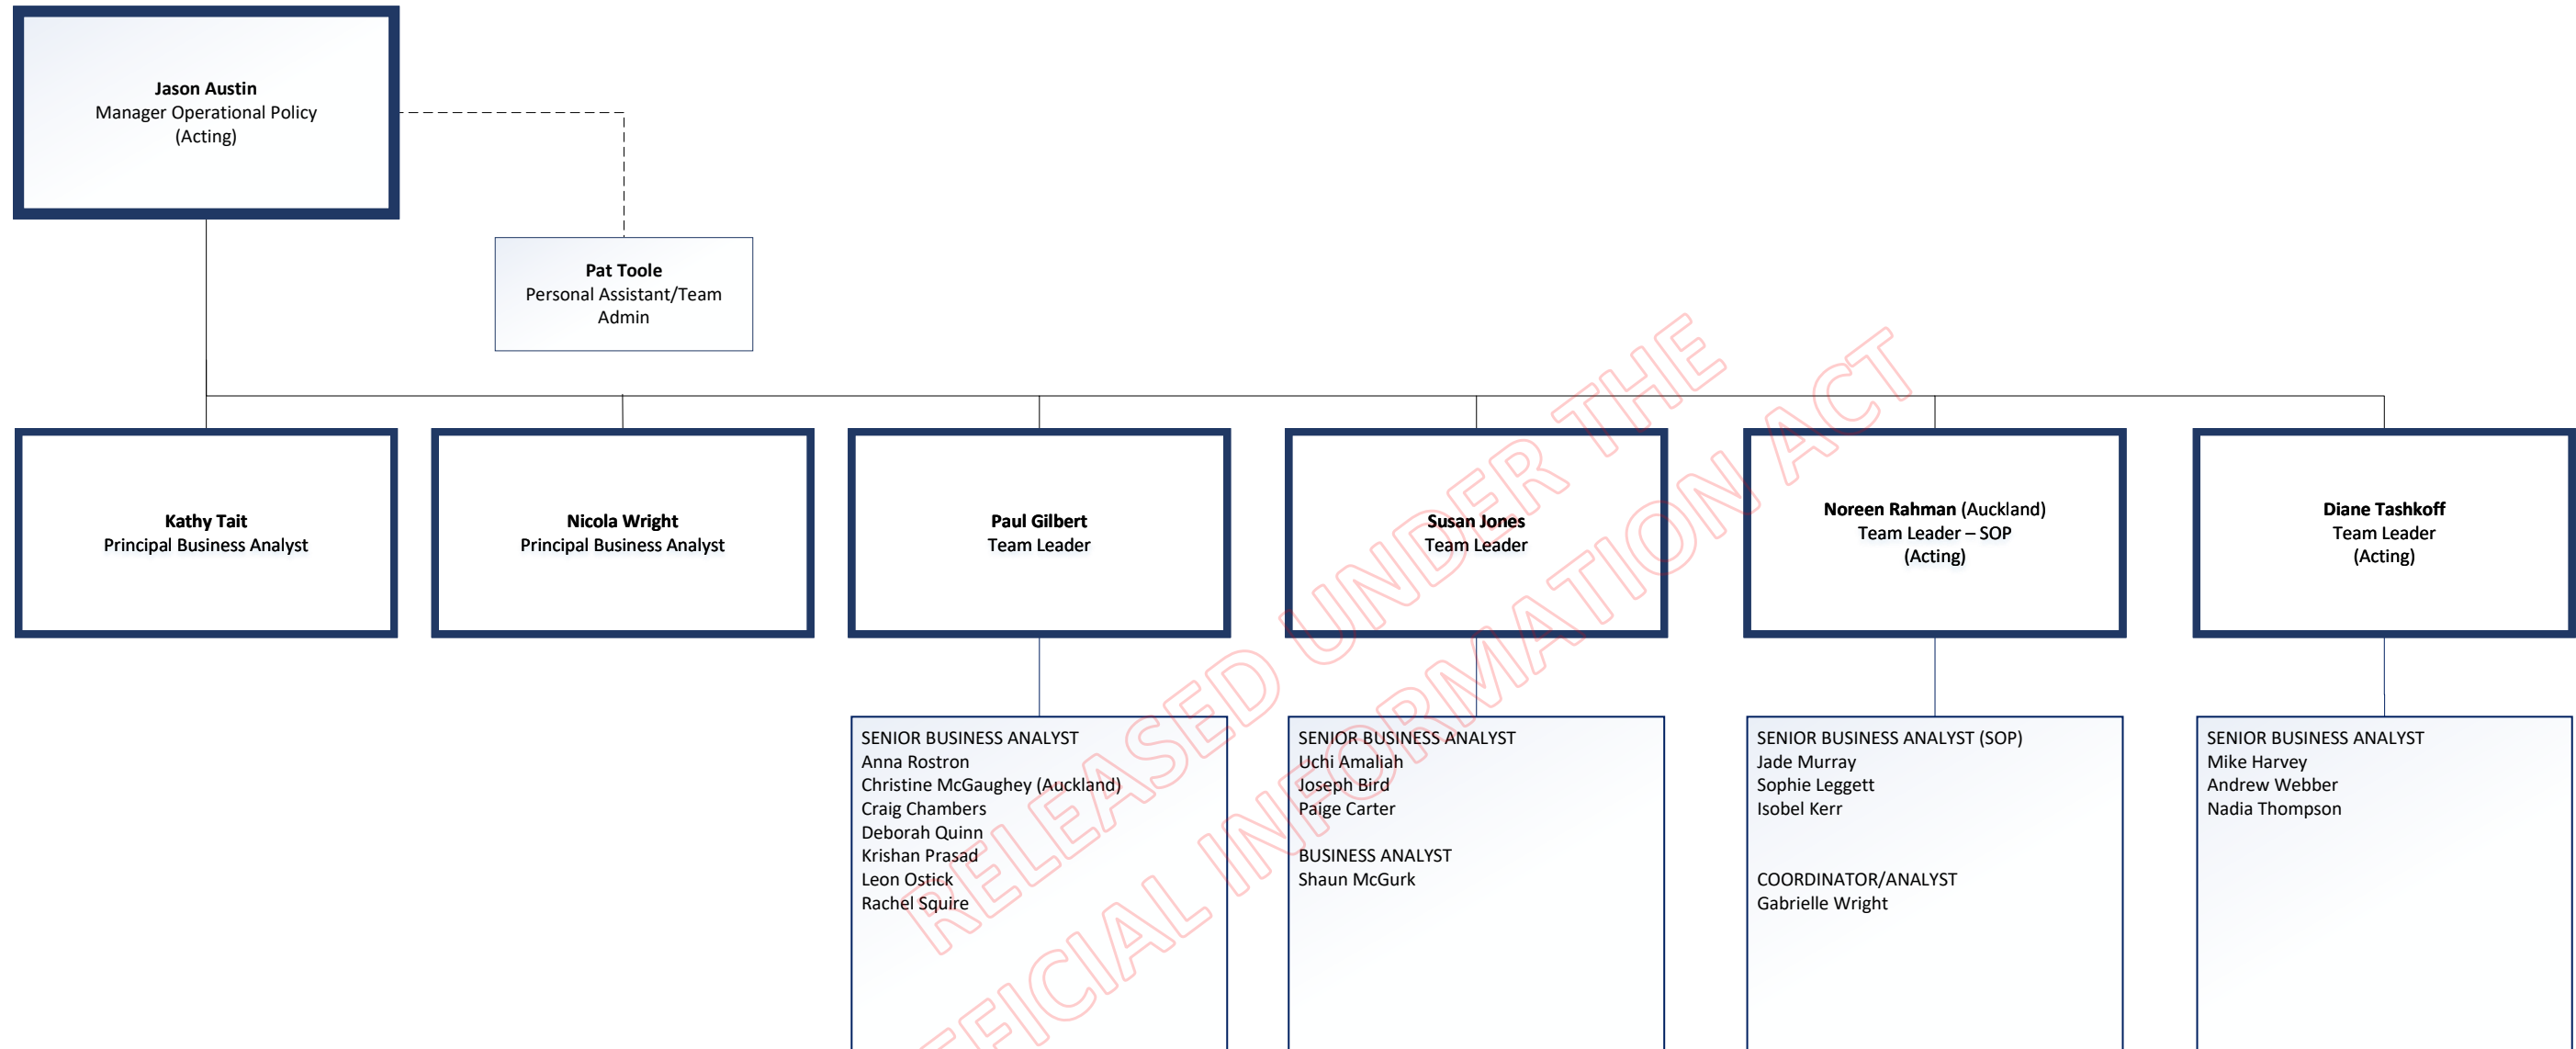 Jason Austin
Manager Operational Policy
(Acting)
Pat Toole
Personal Assistant/Team
Admin
Kathy Tait
Principal Business Analyst
Nicola Wright
Principal Business Analyst
Paul Gilbert
Team Leader
Susan Jones
Team Leader
Noreen Rahman (Auckland)
Team Leader – SOP
(Acting)
Diane Tashkoff
Team Leader
(Acting)
SENIOR BUSINESS ANALYST
Anna Rostron
Christine McGaughey (Auckland)
Craig Chambers
Deborah Quinn
Krishan Prasad
Leon Ostick
Rachel Squire
SENIOR BUSINESS ANALYST
Uchi Amaliah
Joseph Bird
Paige Carter
BUSINESS ANALYST
Shaun McGurk
SENIOR BUSINESS ANALYST (SOP)
Jade Murray
Sophie Leggett
Isobel Kerr
COORDINATOR/ANALYST
Gabrielle Wright
SENIOR BUSINESS ANALYST
Mike Harvey
Andrew Webber
Nadia Thompson
RELEASED UNDER THE
FFICIAL INFORMATION ACT